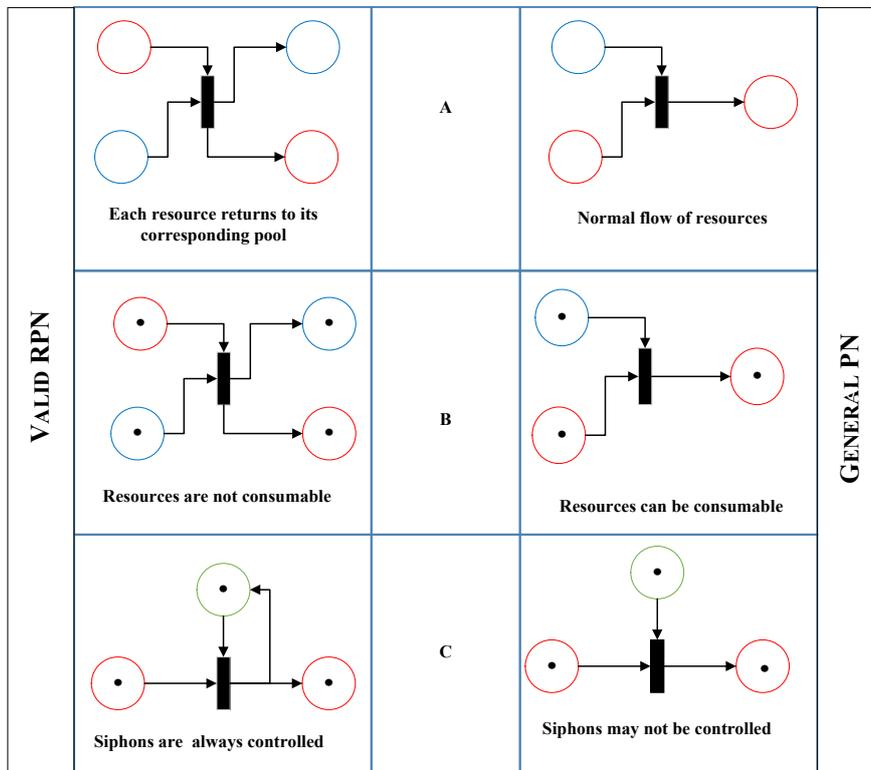 VALID RPN
Each resource returns to its
corresponding pool
A
Normal flow of resources
Resources are not consumable
B
Resources can be consumable
Siphons are always controlled
C
Siphons may not be controlled
GENERAL PN